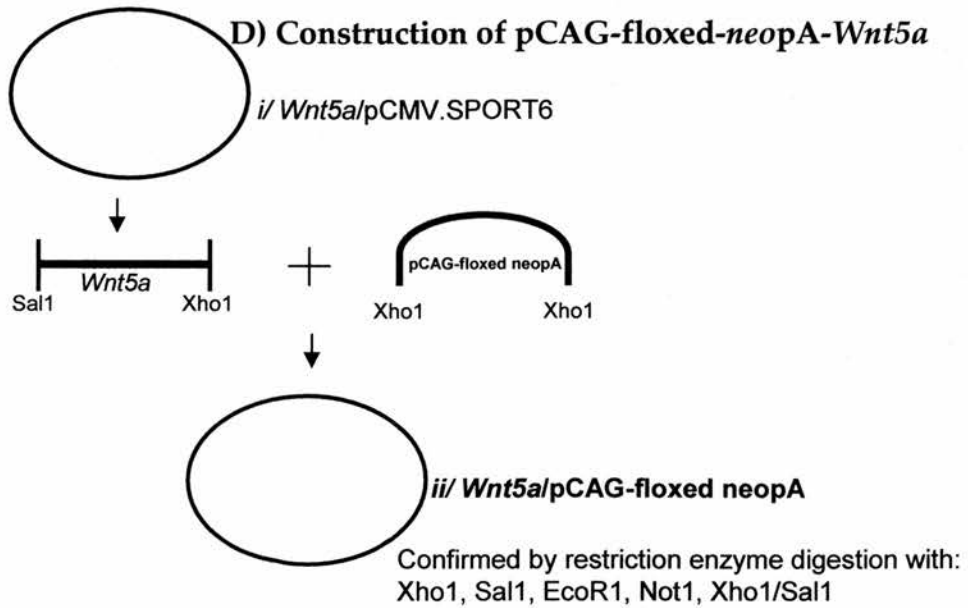 D) Construction of pCAG-floxed-neopA-Wnt5a
i/ Wnt5a/pCMV.SPORT6
Wnt5a
Sal1 Xho1
+
pCAG-floxed neopA
Xho1 Xho1
ii/ Wnt5a/pCAG-floxed neopA
Confirmed by restriction enzyme digestion with:
Xho1, Sal1, EcoR1, Not1, Xho1/Sal1